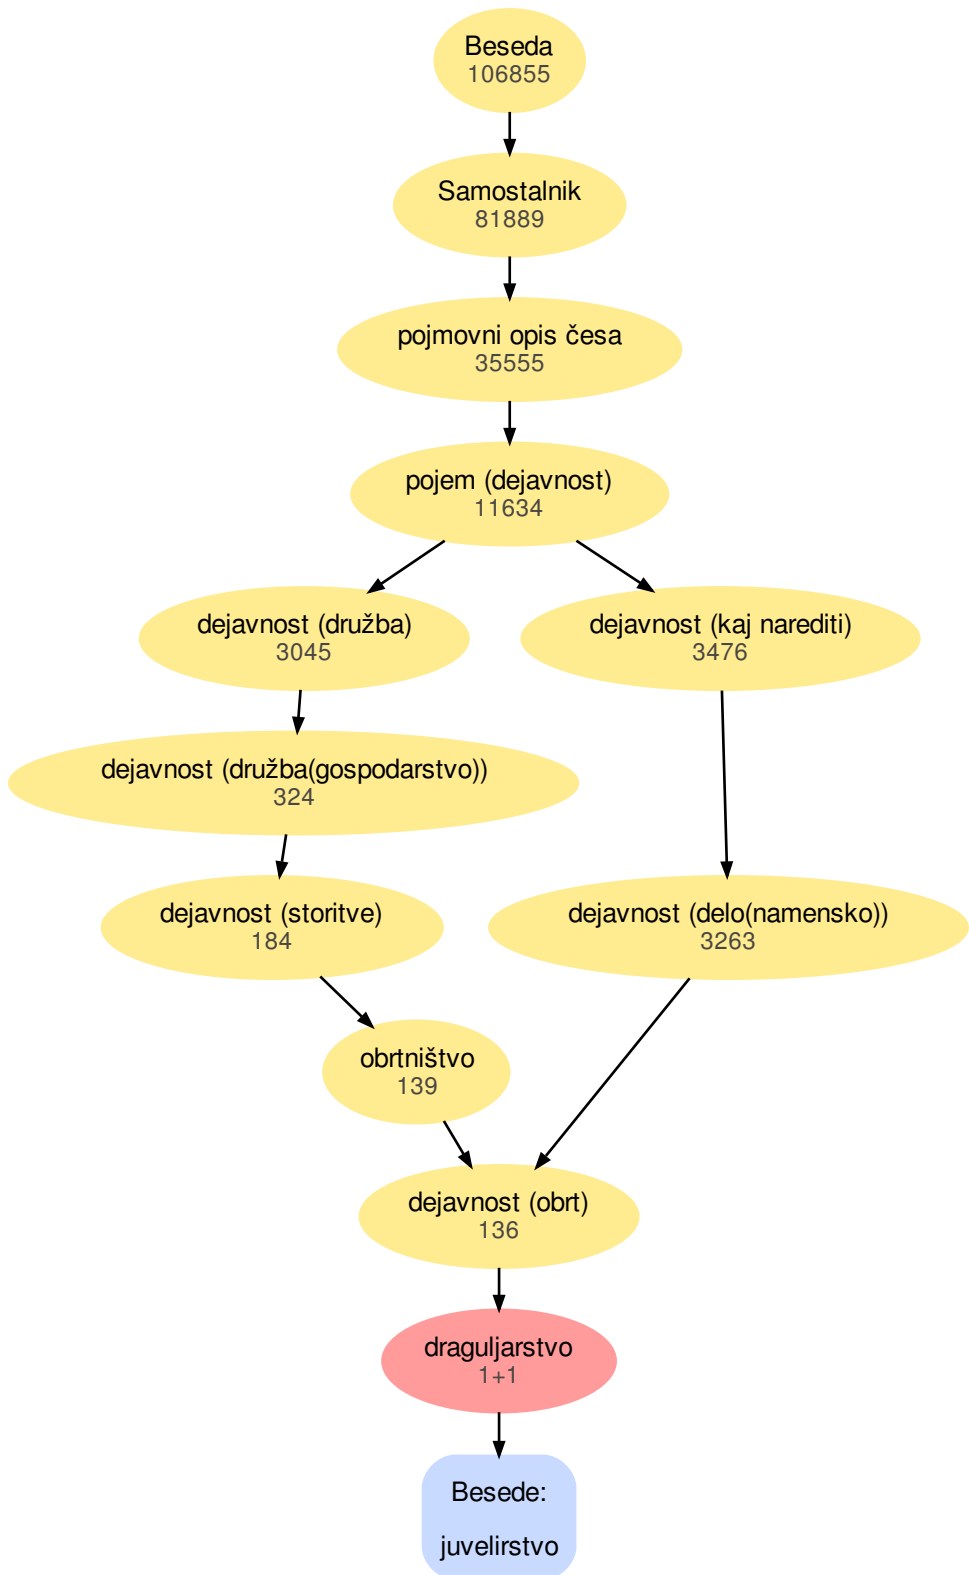 Beseda
106855
Samostalnik
81889
pojmovni opis česa
35555
pojem (dejavnost)
11634
dejavnost (družba)
3045
dejavnost (kaj narediti)
3476
dejavnost (družba(gospodarstvo))
324
dejavnost (storitve)
184
dejavnost (delo(namensko))
3263
obrtništvo
139
dejavnost (obrt)
136
draguljarstvo
1+1
Besede:
juvelirstvo